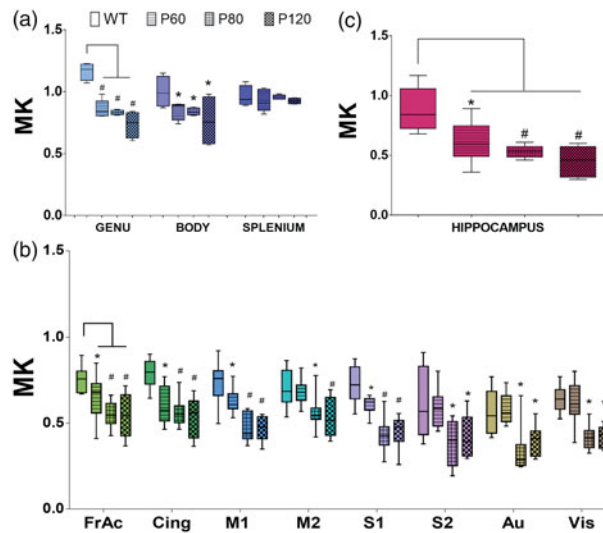 (a) WT P60 P80 P120
1.5
1.0
0.5
0.0
MK
# # #
* * *
GENU BODY SPLENIUM
(c)
1.5
1.0
0.5
0.0
MK
* # #
HIPPOCAMPUS
(b)
1.5
1.0
0.5
0.0
MK
* # # * # # * # # * # * # # * * * * * *
FrAc Cing M1 M2 S1 S2 Au Vis